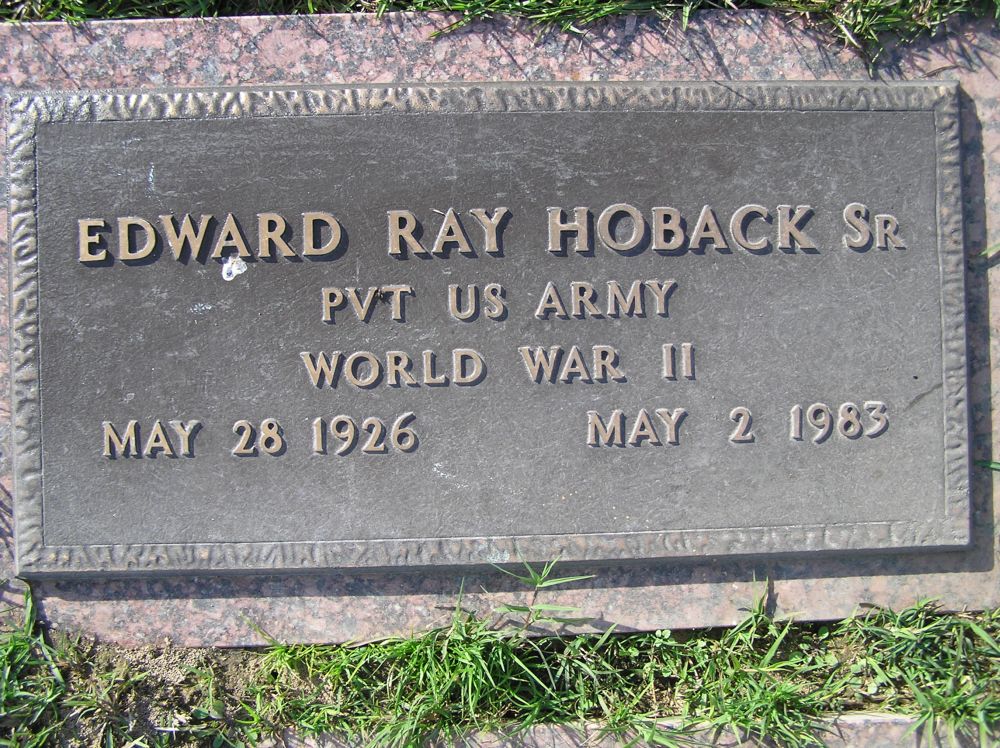 EDWARD RAY HOBACK SR
PVT US ARMY
WORLD WAR II
MAY 28 1926 MAY 2 1983